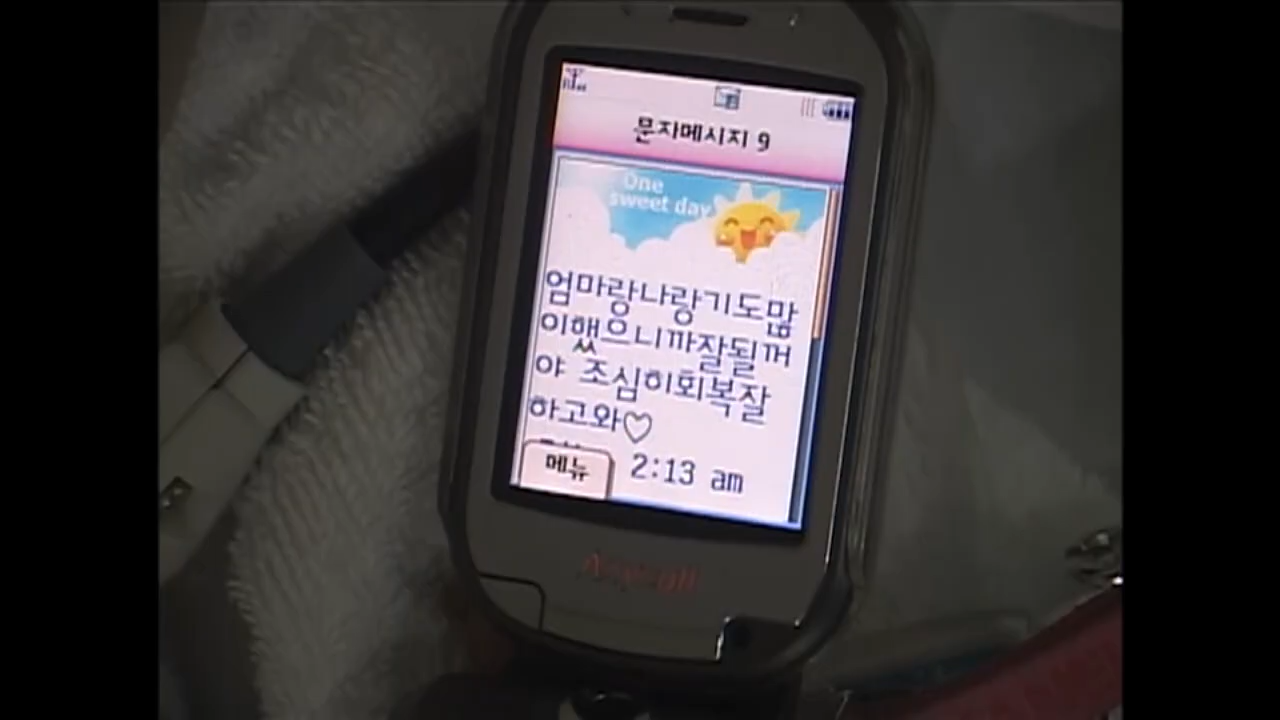 문자메시지 9
One
sweet day
엄마랑나랑기도많
이했으니까잘될꺼
야 조심히회복잘
하고와♡
메뉴
2:13 am
Anycall